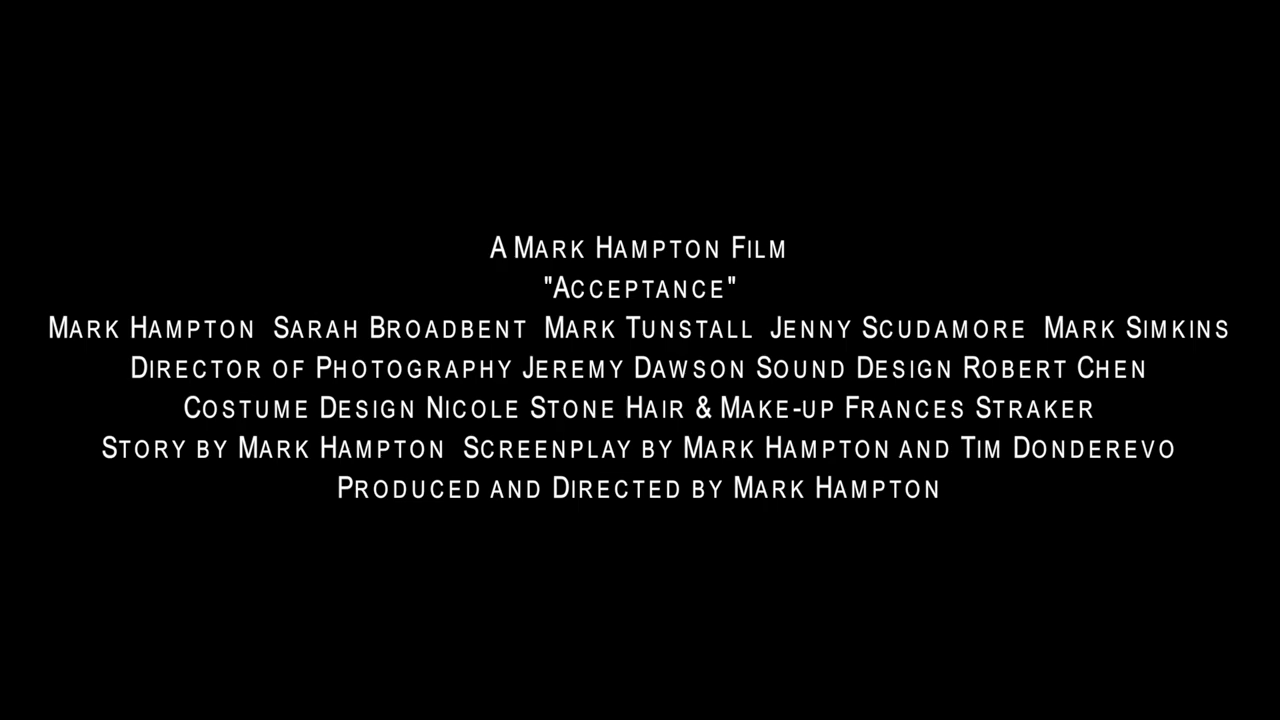 A Mark Hampton Film
"Acceptance"
Mark Hampton Sarah Broadbent Mark Tunstall Jenny Scudamore Mark Simkins
Director of Photography Jeremy Dawson Sound Design Robert Chen
Costume Design Nicole Stone Hair & Make-up Frances Straker
Story by Mark Hampton Screenplay by Mark Hampton and Tim Donderevo
Produced and Directed by Mark Hampton